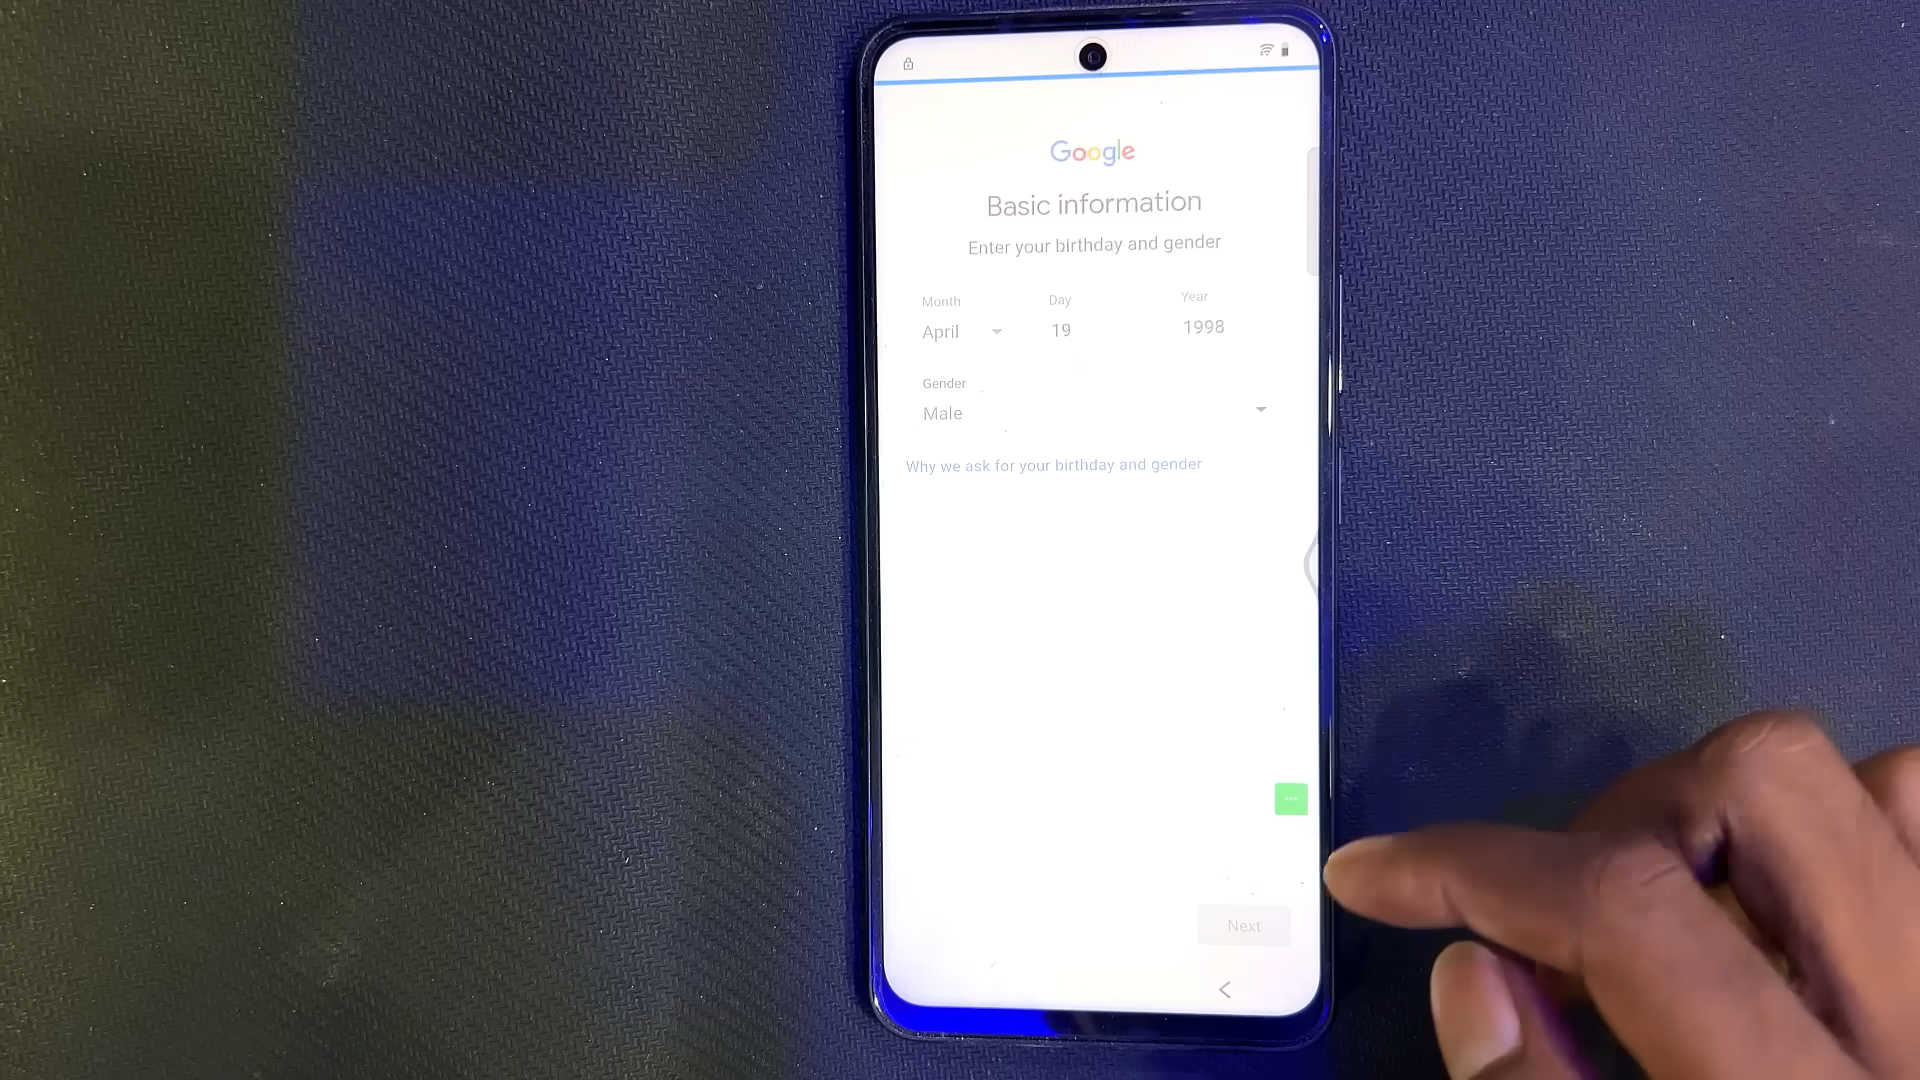 Google
Basic information
Enter your birthday and gender
Month Day Year
April 19 1998
Gender
Male
Why we ask for your birthday and gender
Next